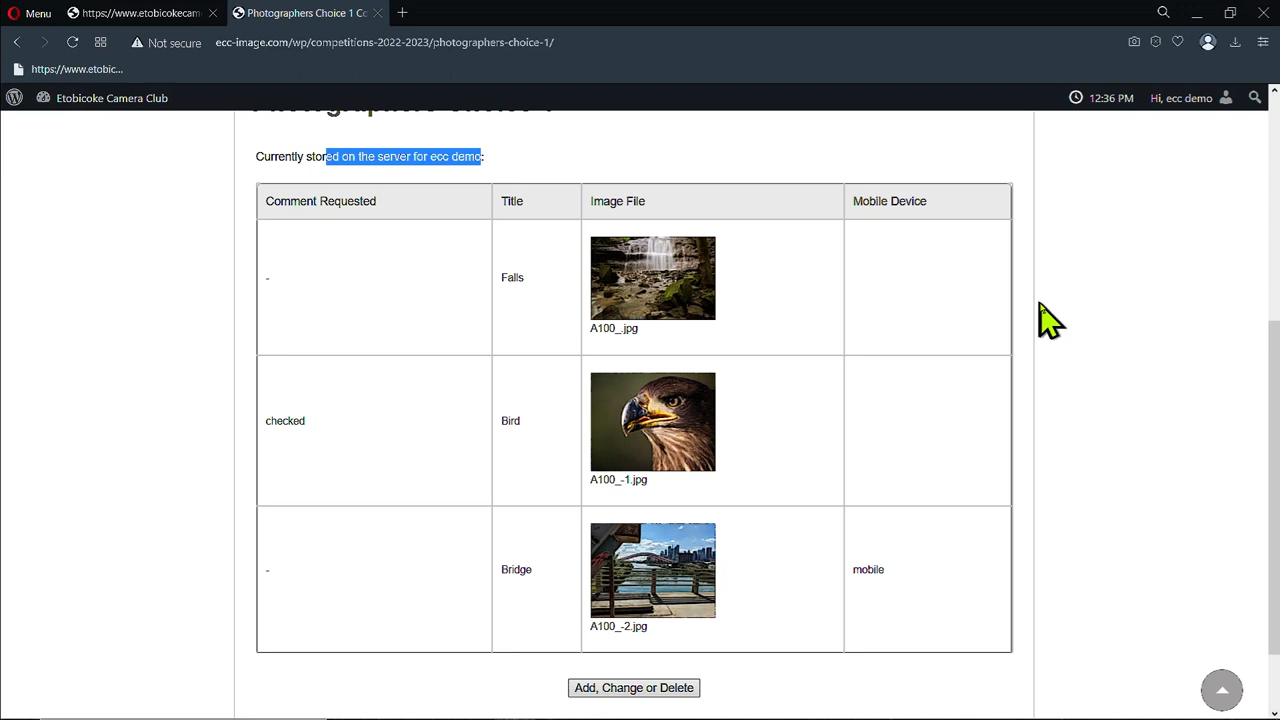 Menu
https://www.etobicokecam
Photographers Choice 1 Co
Not secure
ecc-image.com/wp/competitions-2022-2023/photographers-choice-1/
https://www.etobic...
Etobicoke Camera Club
12:36 PM
Hi, ecc demo
Photographers Choice 1
Currently stored on the server for ecc demo:
Comment Requested Title Image File Mobile Device
- Falls
A100_.jpg
checked Bird
A100_-1.jpg
- Bridge mobile
A100_-2.jpg
Add, Change or Delete